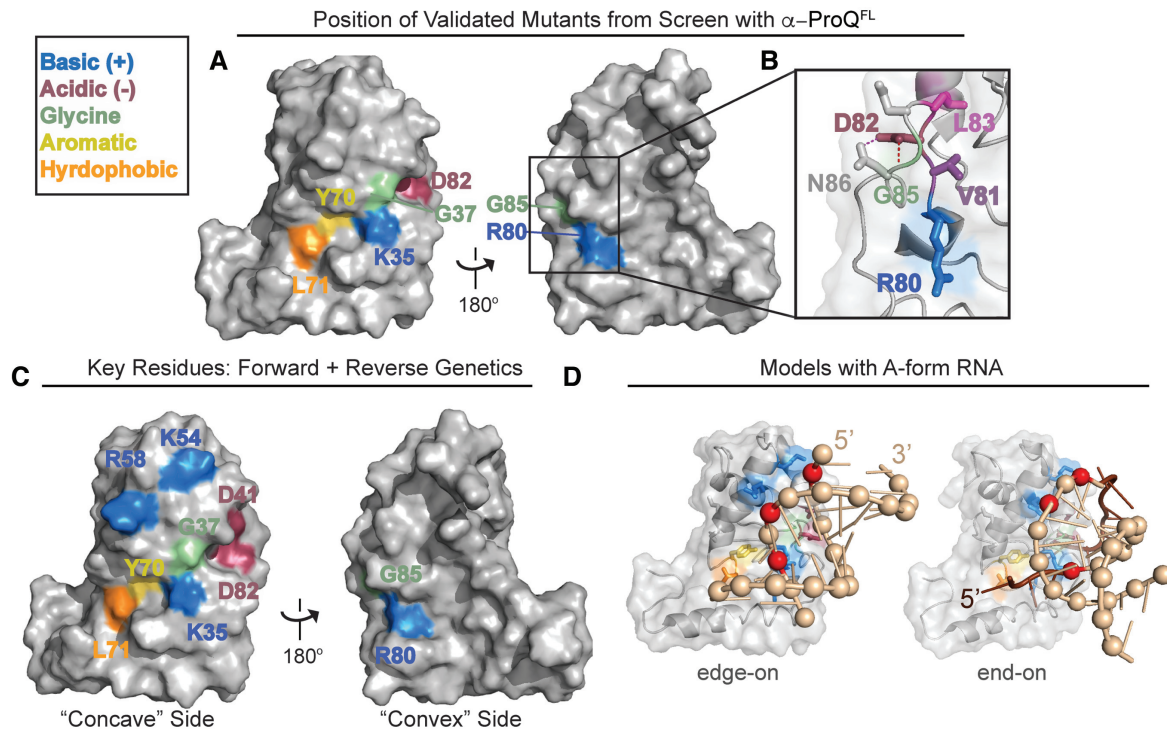 Position of Validated Mutants from Screen with α–ProQFL
Basic (+)
Acidic (-)
Glycine
Aromatic
Hyrdophobic
A
Y70
D82
G37
K35
L71
180°
G85
R80
B
D82
L83
N86
G85
V81
R80
C
Key Residues: Forward + Reverse Genetics
K54
R58
D41
G37
Y70
D82
K35
L71
"Concave" Side
180°
G85
R80
"Convex" Side
D
Models with A-form RNA
5’
3’
edge-on
5’
end-on